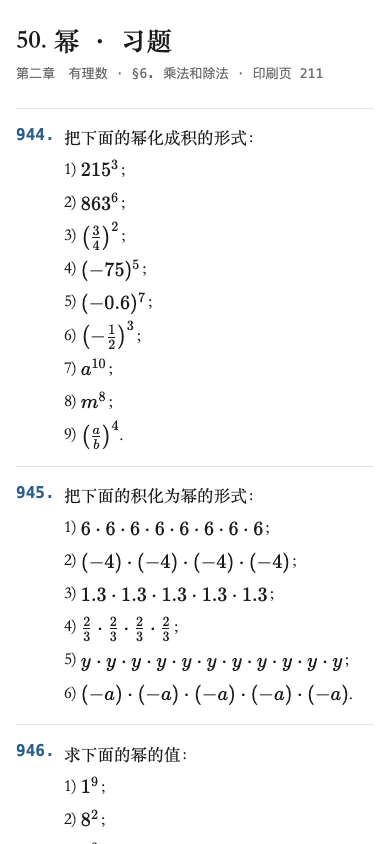 50. 幂 · 习题
第二章 有理数 · §6. 乘法和除法 · 印刷页 211
944. 把下面的幂化成积的形式:
1) 215³;
2) 863⁶;
3) (3/4)²;
4) (−75)⁵;
5) (−0.6)⁷;
6) (−1/2)³;
7) a¹⁰;
8) m⁸;
9) (a/b)⁴.
945. 把下面的积化为幂的形式:
1) 6 · 6 · 6 · 6 · 6 · 6 · 6 · 6;
2) (−4) · (−4) · (−4) · (−4);
3) 1.3 · 1.3 · 1.3 · 1.3 · 1.3;
4) 2/3 · 2/3 · 2/3 · 2/3;
5) y · y · y · y · y · y · y · y · y · y · y;
6) (−a) · (−a) · (−a) · (−a) · (−a).
946. 求下面的幂的值:
1) 1⁹;
2) 8²;